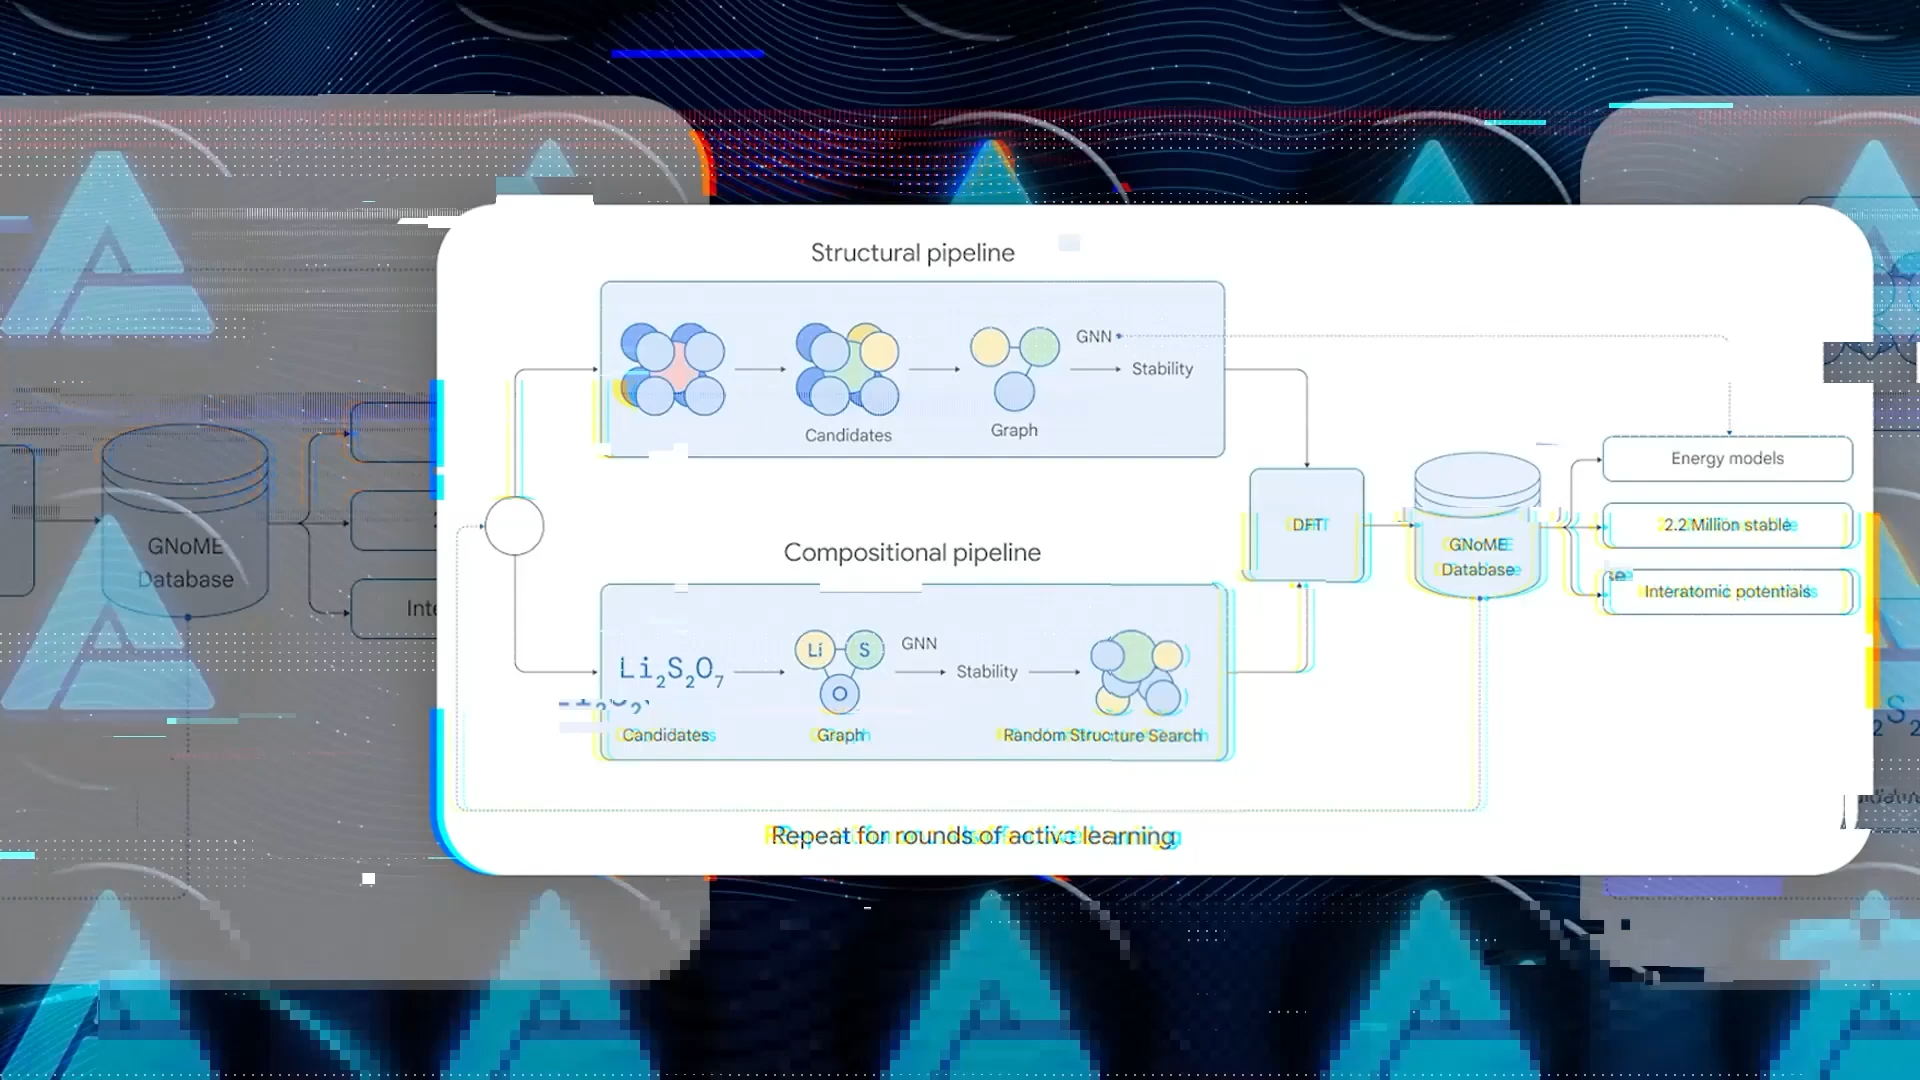 Structural pipeline
GNN
Stability
Candidates
Graph
Energy models
DFT
2.2 Million stable
GNoME
Database
Interatomic potentials
Compositional pipeline
Li₂S₂O₇
Li
S
O
GNN
Stability
Candidates
Graph
Random Structure Search
Repeat for rounds of active learning
GNoME
Database
Inte